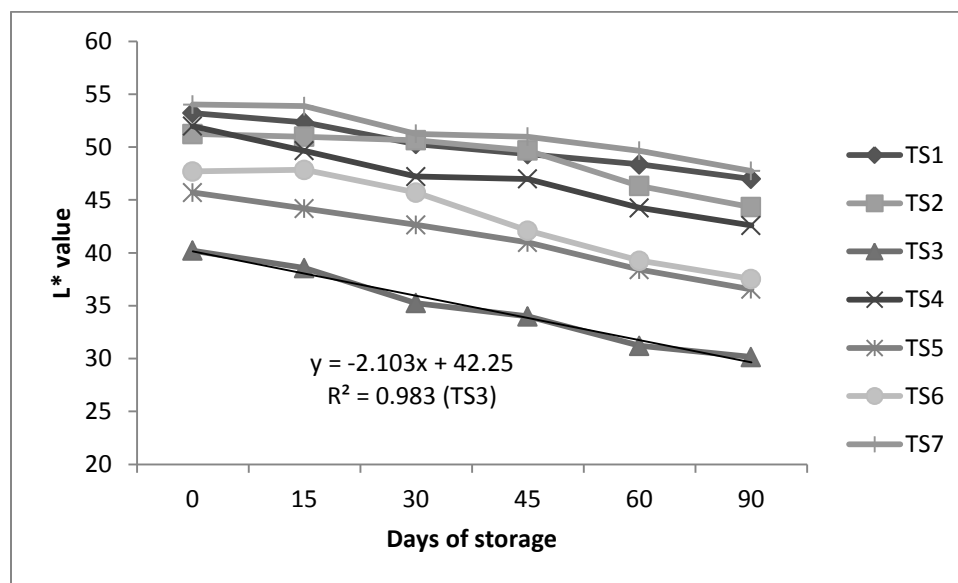 60
55
50
45
40
35
30
25
20
L* value
y = -2.103x + 42.25
R² = 0.983 (TS3)
0 15 30 45 60 90
Days of storage
TS1
TS2
TS3
TS4
TS5
TS6
TS7